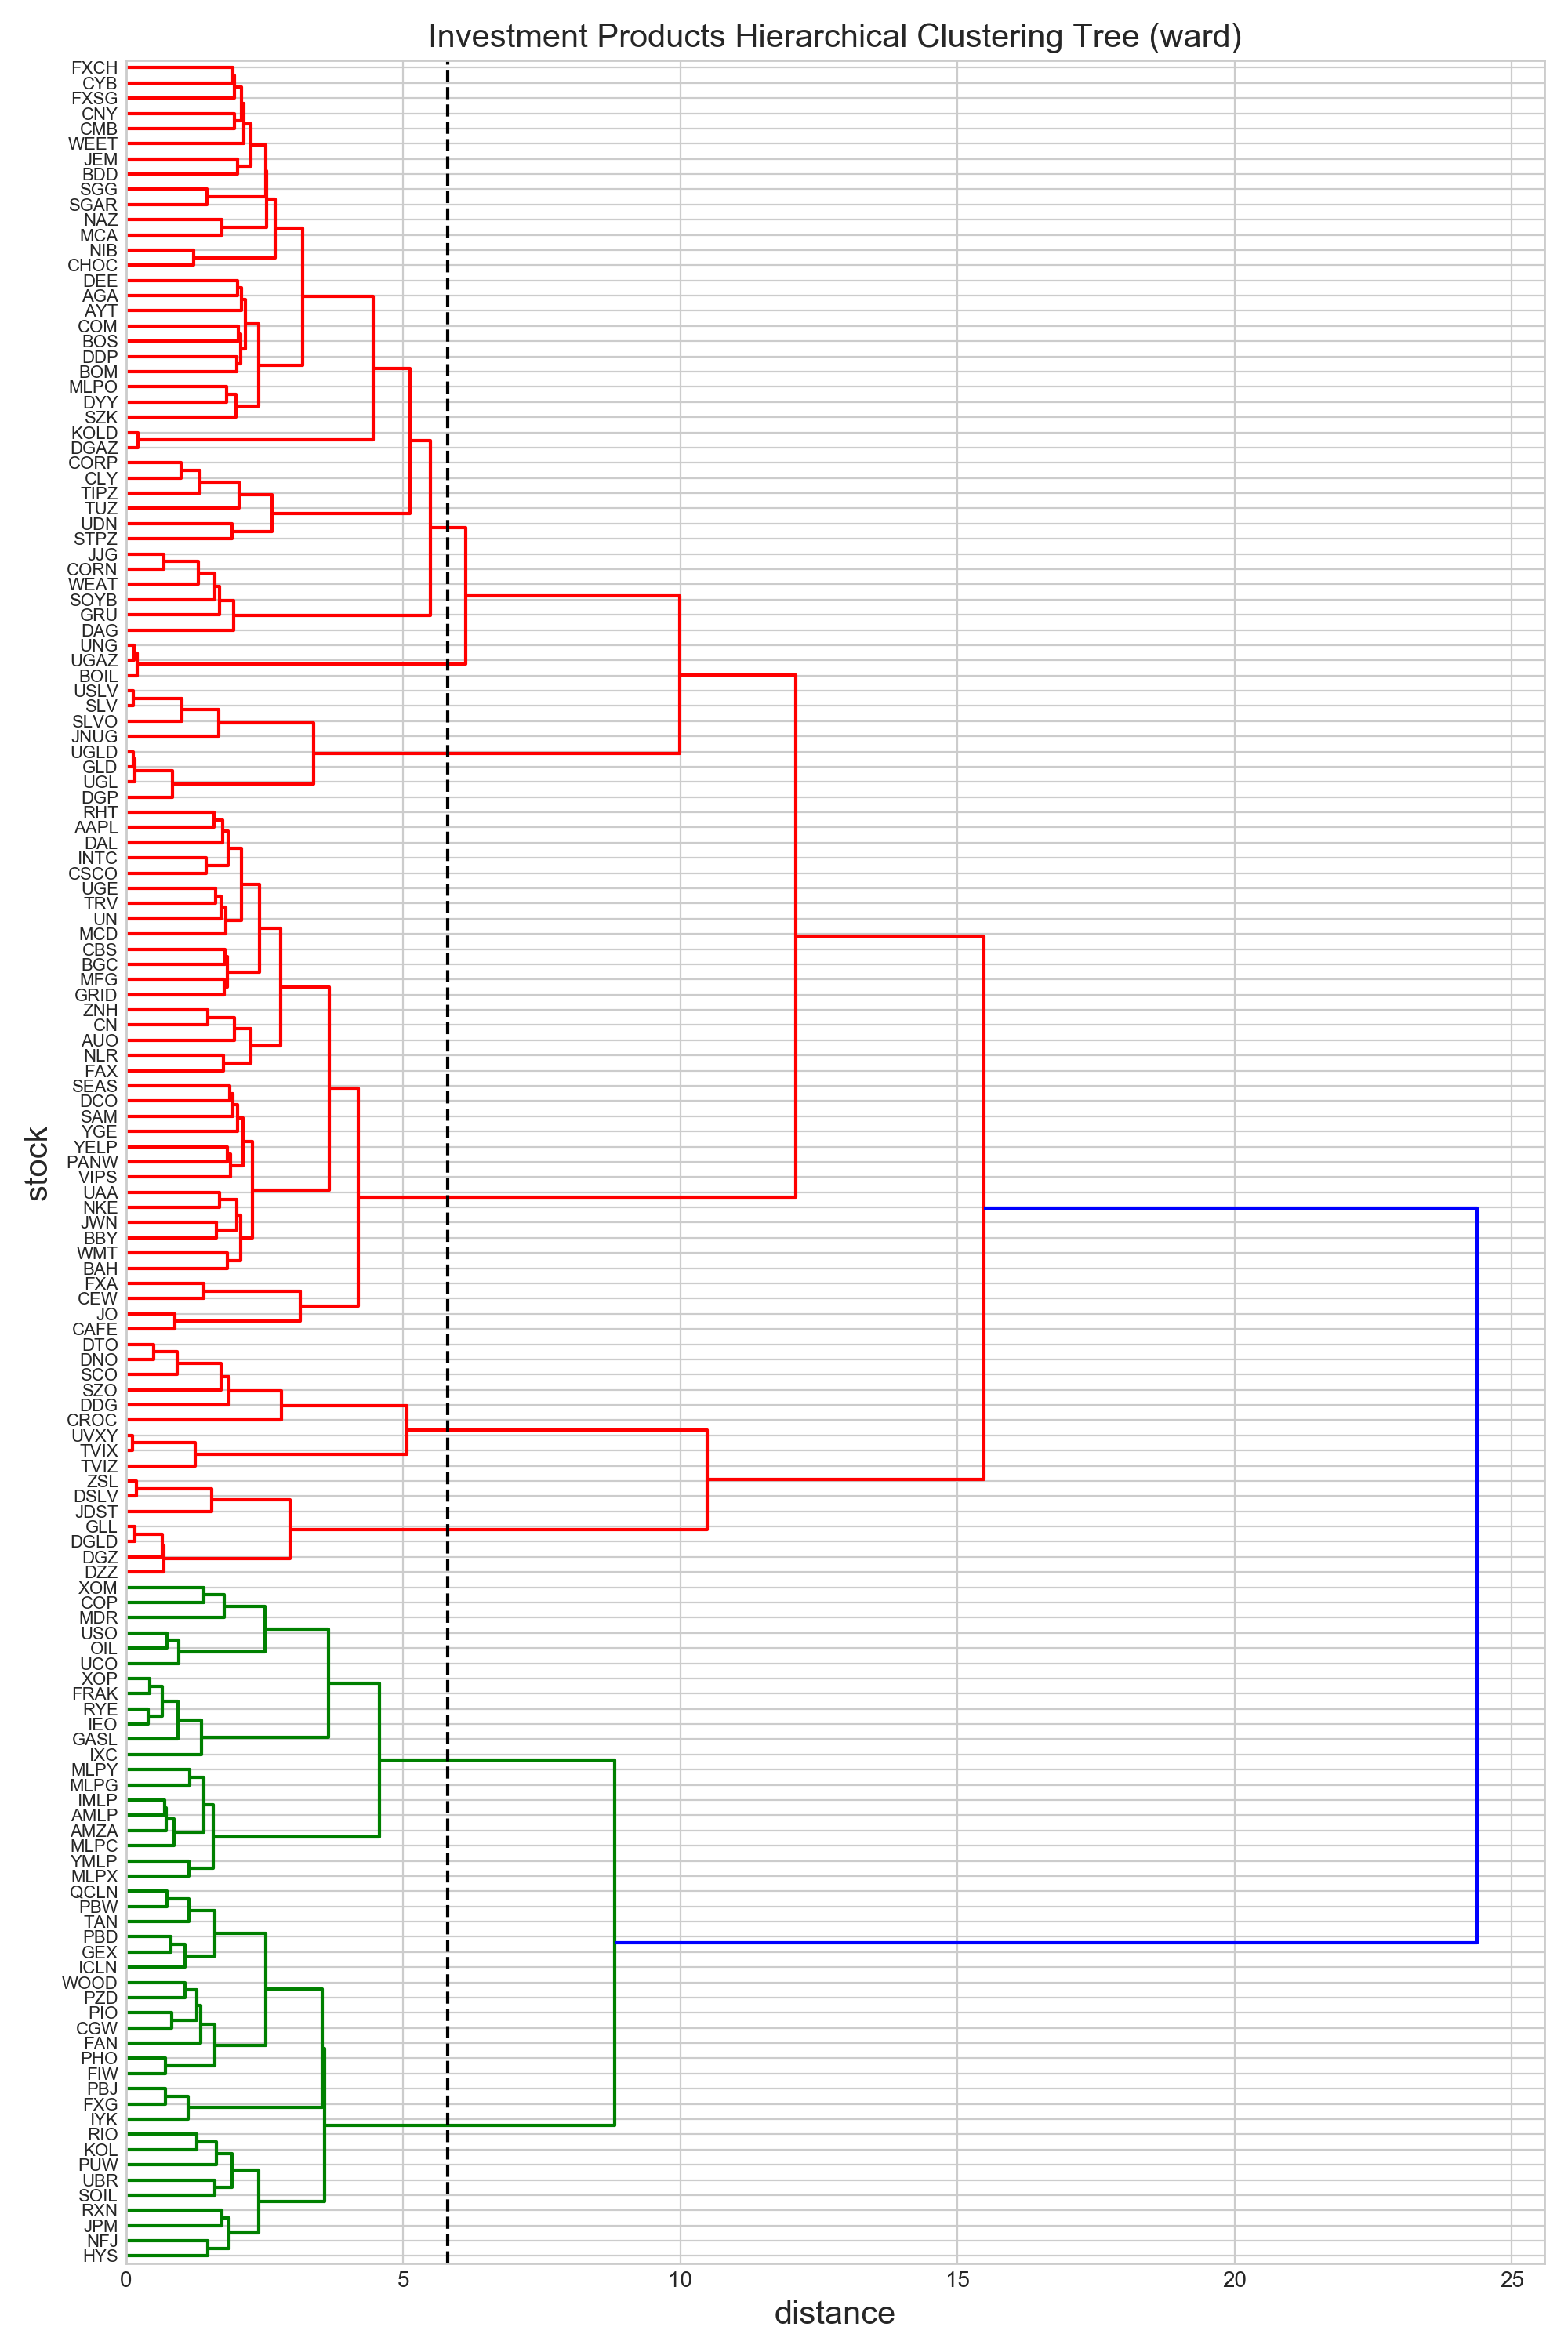 Investment Products Hierarchical Clustering Tree (ward)
FXCH
CYB
FXSG
CNY
CMB
WEET
JEM
BDD
SGG
SGAR
NAZ
MCA
NIB
CHOC
DEE
AGA
AYT
COM
BOS
DDP
BOM
MLPO
DYY
SZK
KOLD
DGAZ
CORP
CLY
TIPZ
TUZ
UDN
STPZ
JJG
CORN
WEAT
SOYB
GRU
DAG
UNG
UGAZ
BOIL
USLV
SLV
SLVO
JNUG
UGLD
GLD
UGL
DGP
RHT
AAPL
DAL
INTC
CSCO
UGE
TRV
UN
MCD
CBS
BGC
MFG
GRID
ZNH
CN
AUO
NLR
FAX
SEAS
DCO
SAM
YGE
YELP
PANW
VIPS
UAA
NKE
JWN
BBY
WMT
BAH
FXA
CEW
JO
CAFE
DTO
DNO
SCO
SZO
DDG
CROC
UVXY
TVIX
TVIZ
ZSL
DSLV
JDST
GLL
DGLD
DGZ
DZZ
XOM
COP
MDR
USO
OIL
UCO
XOP
FRAK
RYE
IEO
GASL
IXC
MLPY
MLPG
IMLP
AMLP
AMZA
MLPC
YMLP
MLPX
QCLN
PBW
TAN
PBD
GEX
ICLN
WOOD
PZD
PIO
CGW
FAN
PHO
FIW
PBJ
FXG
IYK
RIO
KOL
PUW
UBR
SOIL
RXN
JPM
NFJ
HYS
stock
0 5 10 15 20 25
distance